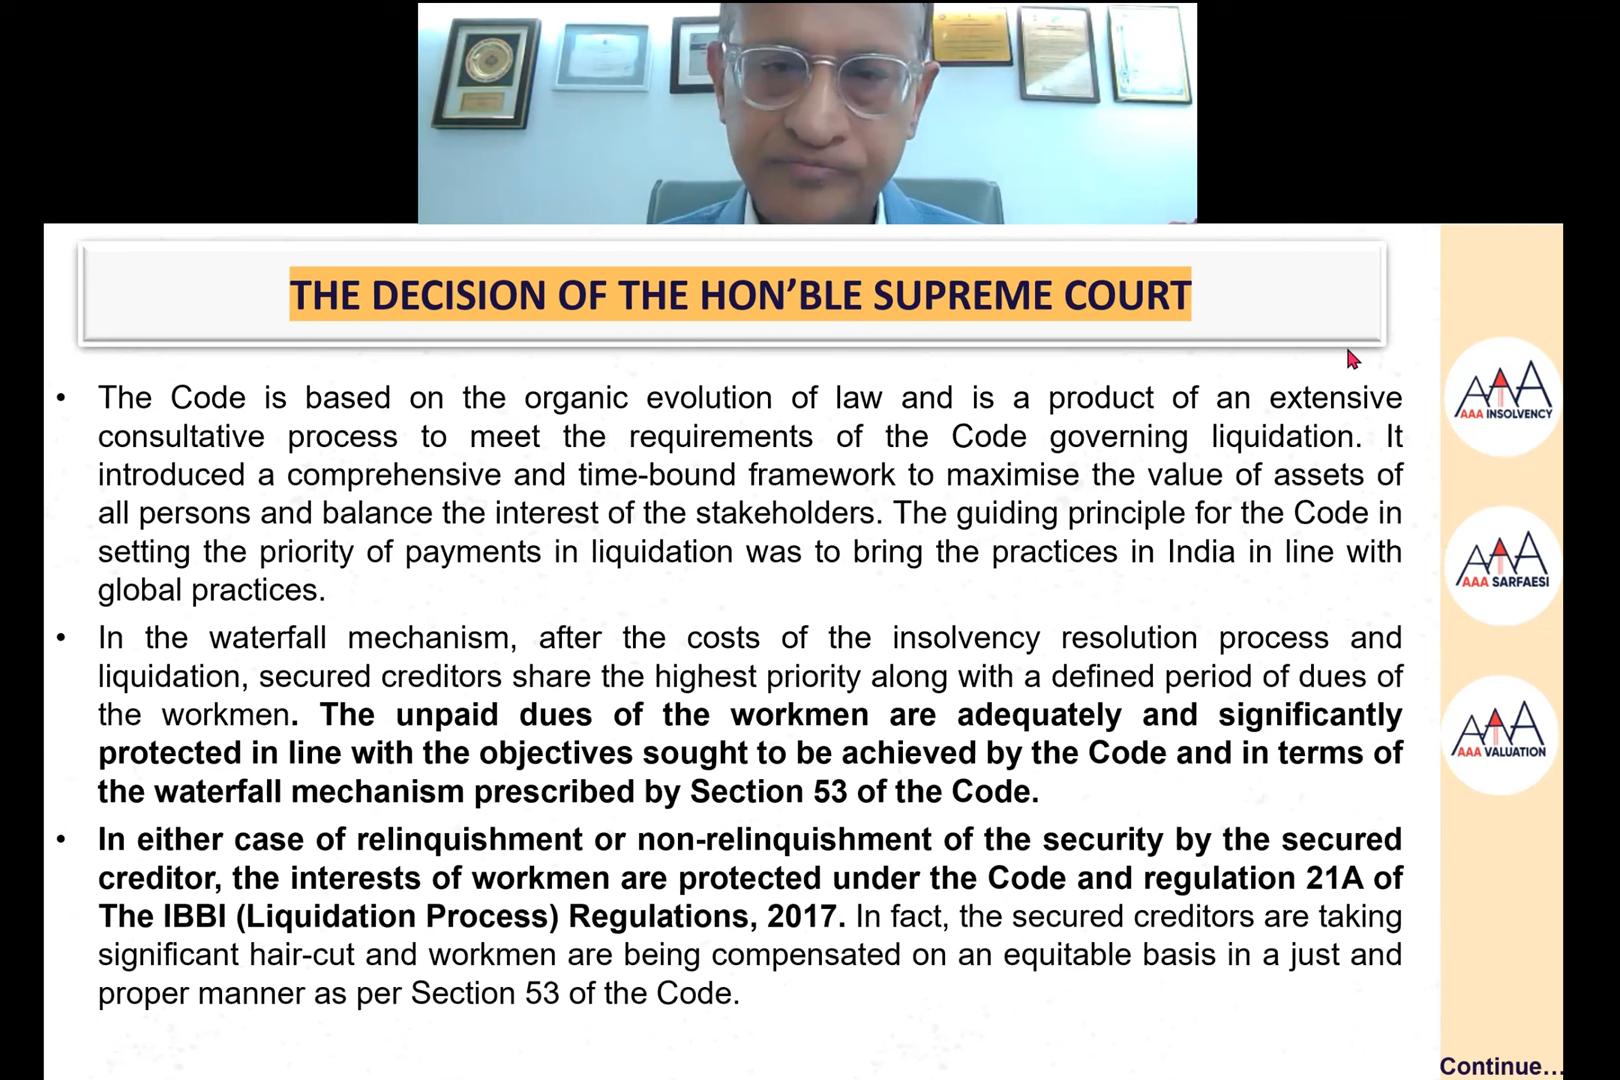 THE DECISION OF THE HON’BLE SUPREME COURT
• The Code is based on the organic evolution of law and is a product of an extensive
consultative process to meet the requirements of the Code governing liquidation. It
introduced a comprehensive and time-bound framework to maximise the value of assets of
all persons and balance the interest of the stakeholders. The guiding principle for the Code in
setting the priority of payments in liquidation was to bring the practices in India in line with
global practices.
• In the waterfall mechanism, after the costs of the insolvency resolution process and
liquidation, secured creditors share the highest priority along with a defined period of dues of
the workmen. The unpaid dues of the workmen are adequately and significantly
protected in line with the objectives sought to be achieved by the Code and in terms of
the waterfall mechanism prescribed by Section 53 of the Code.
• In either case of relinquishment or non-relinquishment of the security by the secured
creditor, the interests of workmen are protected under the Code and regulation 21A of
The IBBI (Liquidation Process) Regulations, 2017. In fact, the secured creditors are taking
significant hair-cut and workmen are being compensated on an equitable basis in a just and
proper manner as per Section 53 of the Code.
AAA
AAA INSOLVENCY
AAA
AAA SARFAESI
AAA
AAA VALUATION
Continue…